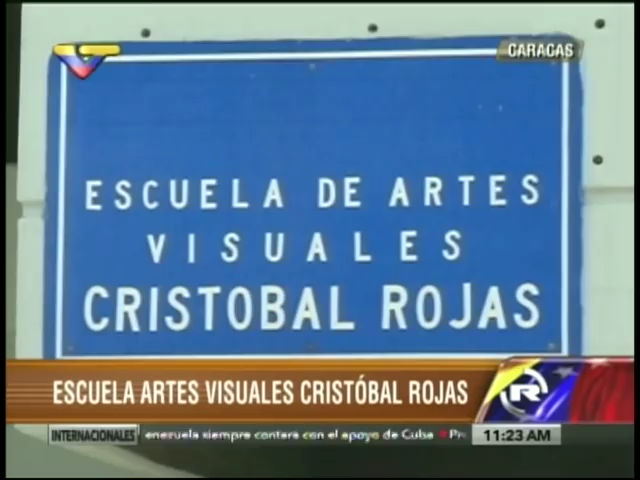 CARACAS
ESCUELA DE ARTES
VISUALES
CRISTOBAL ROJAS
ESCUELA ARTES VISUALES CRISTÓBAL ROJAS
R
INTERNACIONALES enezuela siempre contará con el apoyo de Cuba 11:23 AM